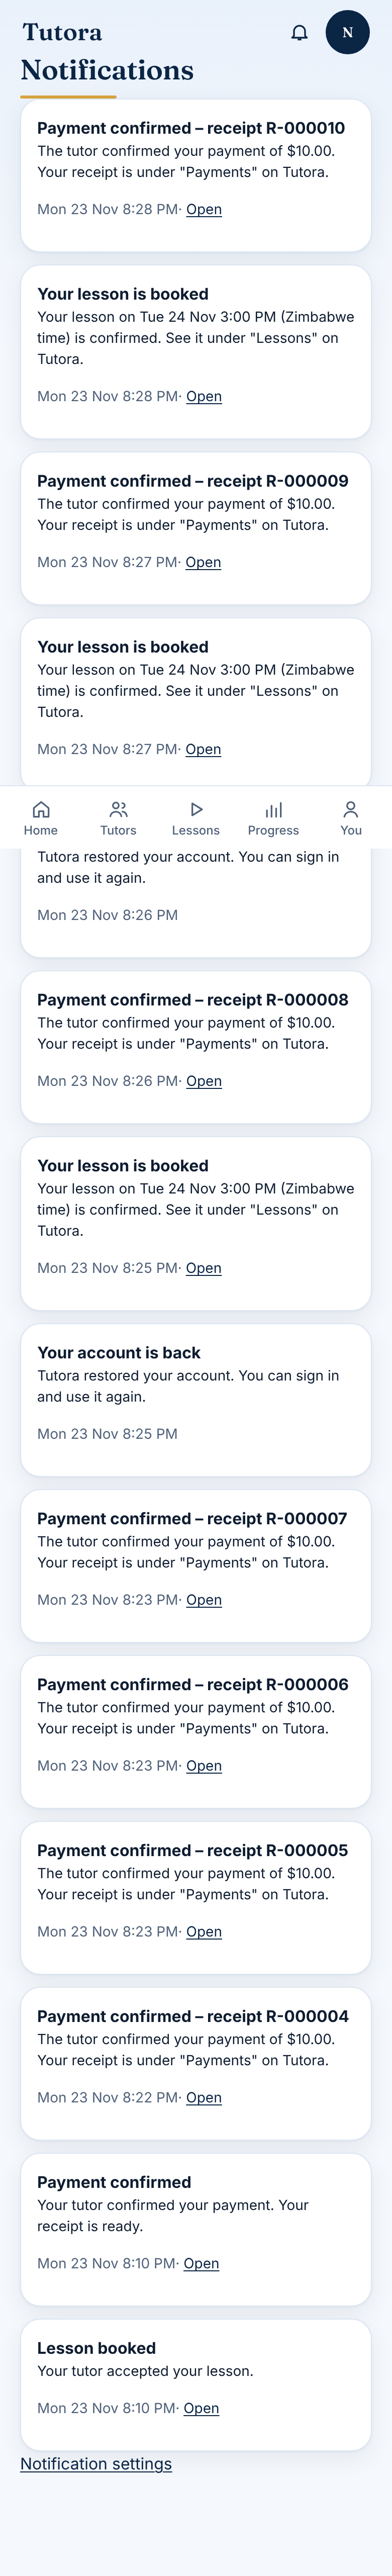 Tutora
N
Notifications
Payment confirmed – receipt R-000010
The tutor confirmed your payment of $10.00.
Your receipt is under "Payments" on Tutora.
Mon 23 Nov 8:28 PM· Open
Your lesson is booked
Your lesson on Tue 24 Nov 3:00 PM (Zimbabwe
time) is confirmed. See it under "Lessons" on
Tutora.
Mon 23 Nov 8:28 PM· Open
Payment confirmed – receipt R-000009
The tutor confirmed your payment of $10.00.
Your receipt is under "Payments" on Tutora.
Mon 23 Nov 8:27 PM· Open
Your lesson is booked
Your lesson on Tue 24 Nov 3:00 PM (Zimbabwe
time) is confirmed. See it under "Lessons" on
Tutora.
Mon 23 Nov 8:27 PM· Open
Home Tutors Lessons Progress You
Tutora restored your account. You can sign in
and use it again.
Mon 23 Nov 8:26 PM
Payment confirmed – receipt R-000008
The tutor confirmed your payment of $10.00.
Your receipt is under "Payments" on Tutora.
Mon 23 Nov 8:26 PM· Open
Your lesson is booked
Your lesson on Tue 24 Nov 3:00 PM (Zimbabwe
time) is confirmed. See it under "Lessons" on
Tutora.
Mon 23 Nov 8:25 PM· Open
Your account is back
Tutora restored your account. You can sign in
and use it again.
Mon 23 Nov 8:25 PM
Payment confirmed – receipt R-000007
The tutor confirmed your payment of $10.00.
Your receipt is under "Payments" on Tutora.
Mon 23 Nov 8:23 PM· Open
Payment confirmed – receipt R-000006
The tutor confirmed your payment of $10.00.
Your receipt is under "Payments" on Tutora.
Mon 23 Nov 8:23 PM· Open
Payment confirmed – receipt R-000005
The tutor confirmed your payment of $10.00.
Your receipt is under "Payments" on Tutora.
Mon 23 Nov 8:23 PM· Open
Payment confirmed – receipt R-000004
The tutor confirmed your payment of $10.00.
Your receipt is under "Payments" on Tutora.
Mon 23 Nov 8:22 PM· Open
Payment confirmed
Your tutor confirmed your payment. Your
receipt is ready.
Mon 23 Nov 8:10 PM· Open
Lesson booked
Your tutor accepted your lesson.
Mon 23 Nov 8:10 PM· Open
Notification settings